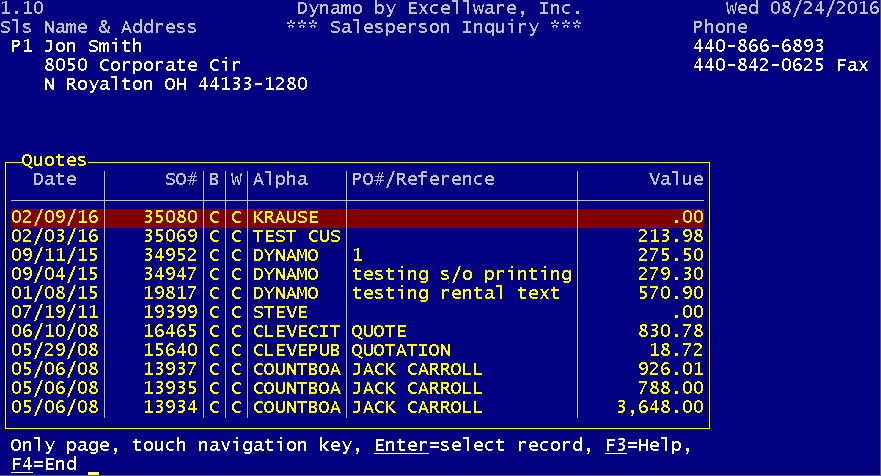 1.10 Dynamo by Excellware, Inc. Wed 08/24/2016
Sls Name & Address *** Salesperson Inquiry *** Phone
P1 Jon Smith 440-866-6893
8050 Corporate Cir 440-842-0625 Fax
N Royalton OH 44133-1280
Quotes
Date SO# B W Alpha PO#/Reference Value
02/09/16 35080 C C KRAUSE .00
02/03/16 35069 C C TEST CUS 213.98
09/11/15 34952 C C DYNAMO 1 275.50
09/04/15 34947 C C DYNAMO testing s/o printing 279.30
01/08/15 19817 C C DYNAMO testing rental text 570.90
07/19/11 19399 C C STEVE .00
06/10/08 16465 C C CLEVECIT QUOTE 830.78
05/29/08 15640 C C CLEVEPUB QUOTATION 18.72
05/06/08 13937 C C COUNTBOA JACK CARROLL 926.01
05/06/08 13935 C C COUNTBOA JACK CARROLL 788.00
05/06/08 13934 C C COUNTBOA JACK CARROLL 3,648.00
Only page, touch navigation key, Enter=select record, F3=Help,
F4=End